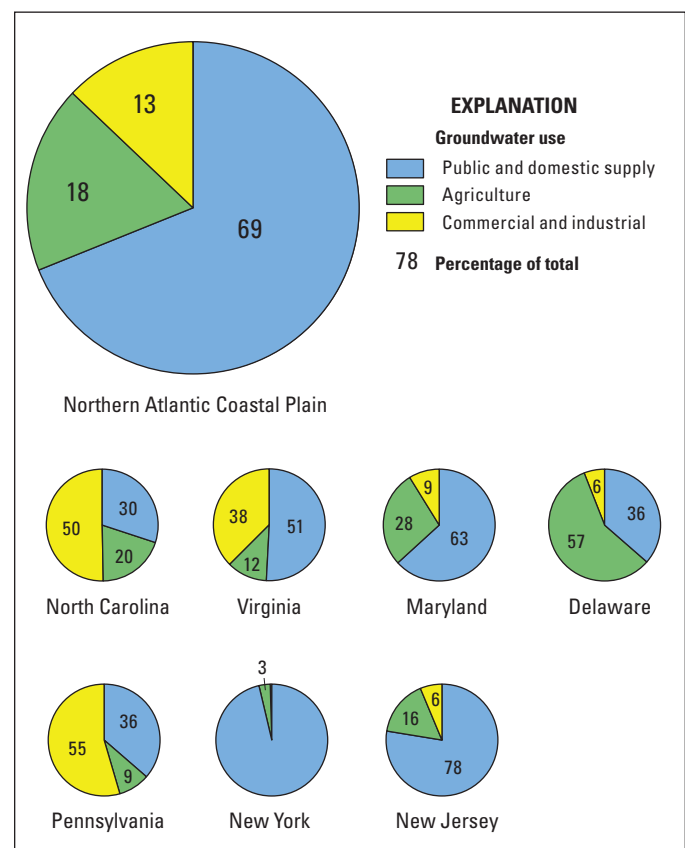 13
18
69
EXPLANATION
Groundwater use
Public and domestic supply
Agriculture
Commercial and industrial
78 Percentage of total
Northern Atlantic Coastal Plain
50
30
20
North Carolina
38
51
12
Virginia
9
28
63
Maryland
6
36
57
Delaware
55
36
9
Pennsylvania
3
New York
6
16
78
New Jersey